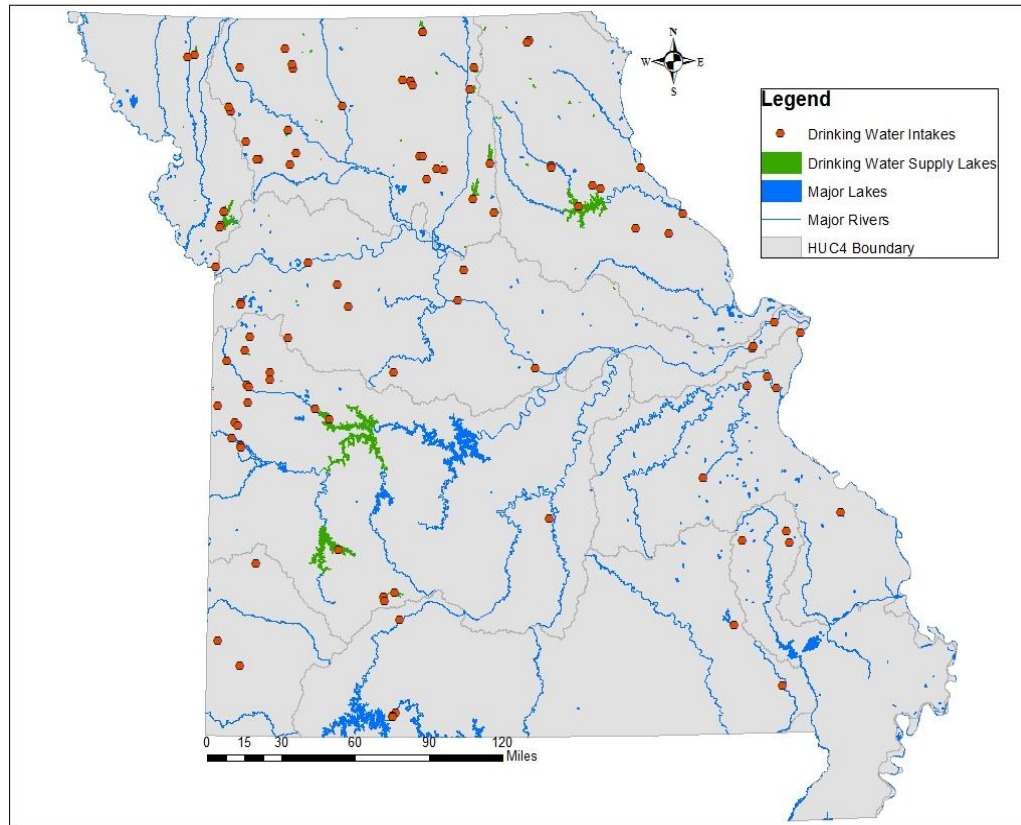 N
W E
S
Legend
Drinking Water Intakes
Drinking Water Supply Lakes
Major Lakes
Major Rivers
HUC4 Boundary
0 15 30 60 90 120
Miles